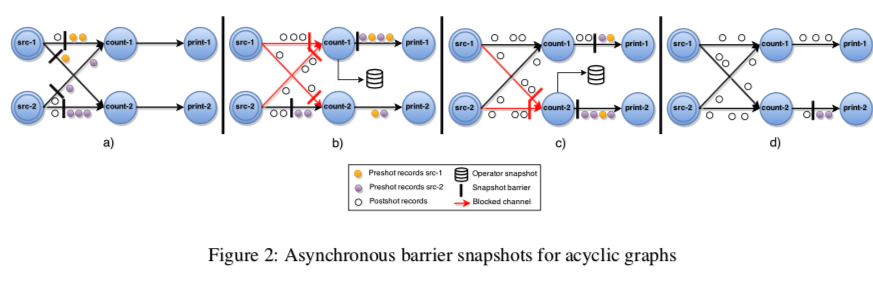 src-1 count-1 print-1 src-1 count-1 print-1 src-1 count-1 print-1 src-1 count-1 print-1
src-2 count-2 print-2 src-2 count-2 print-2 src-2 count-2 print-2 src-2 count-2 print-2
a) b) c) d)
Preshot records src-1 Operator snapshot
Preshot records src-2 Snapshot barrier
Postshot records Blocked channel
Figure 2: Asynchronous barrier snapshots for acyclic graphs